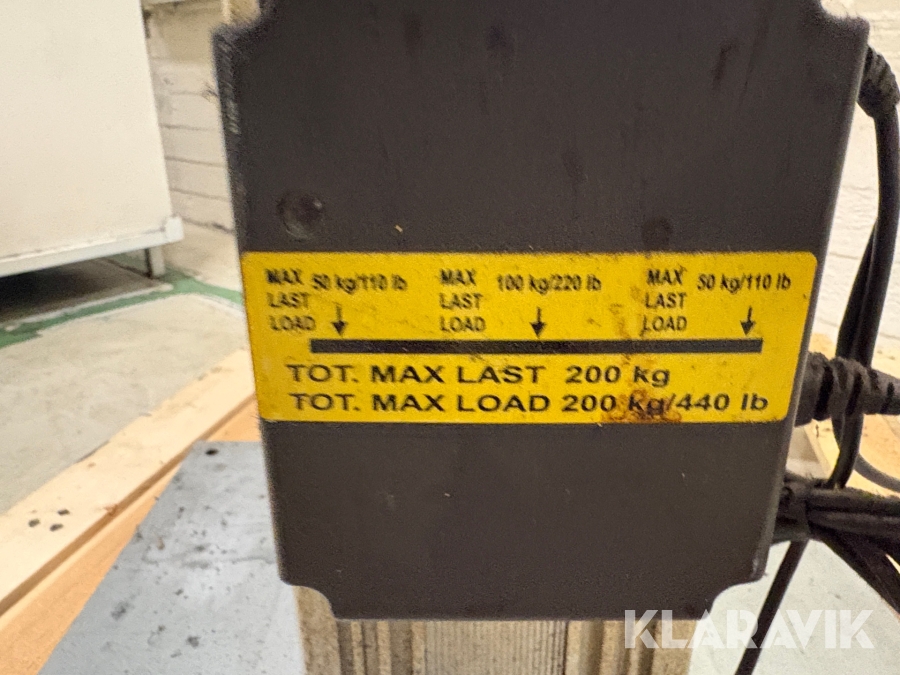 MAX 50 kg/110 lb
LAST
LOAD
MAX 100 kg/220 lb
LAST
LOAD
MAX 50 kg/110 lb
LAST
LOAD
TOT. MAX LAST 200 kg
TOT. MAX LOAD 200 kg/440 lb
KLARAVIK